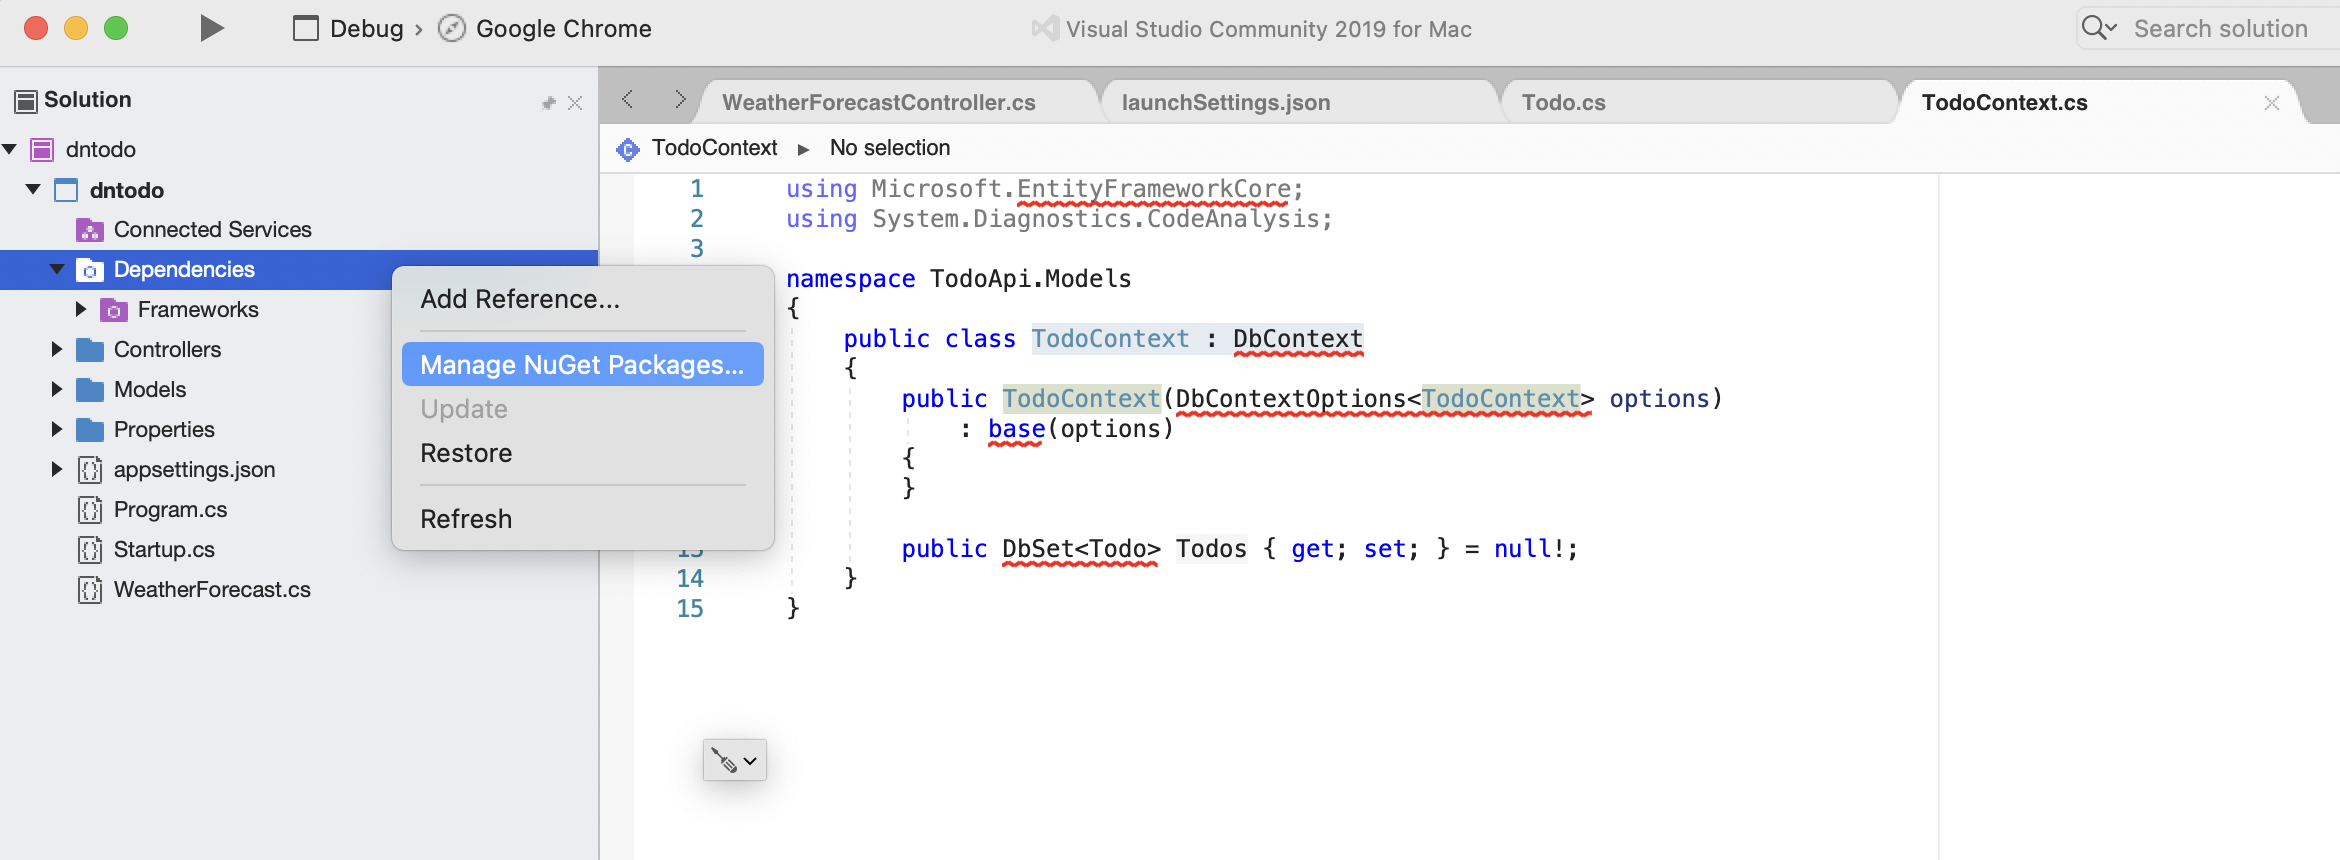 Debug › Google Chrome
Visual Studio Community 2019 for Mac
Search solution
Solution
dntodo
dntodo
Connected Services
Dependencies
Frameworks
Controllers
Models
Properties
appsettings.json
Program.cs
Startup.cs
WeatherForecast.cs
Add Reference...
Manage NuGet Packages...
Update
Restore
Refresh
WeatherForecastController.cs
launchSettings.json
Todo.cs
TodoContext.cs
TodoContext ▸ No selection
1 using Microsoft.EntityFrameworkCore;
2 using System.Diagnostics.CodeAnalysis;
3
namespace TodoApi.Models
{
public class TodoContext : DbContext
{
public TodoContext(DbContextOptions<TodoContext> options)
: base(options)
{
}
13 public DbSet<Todo> Todos { get; set; } = null!;
14 }
15 }